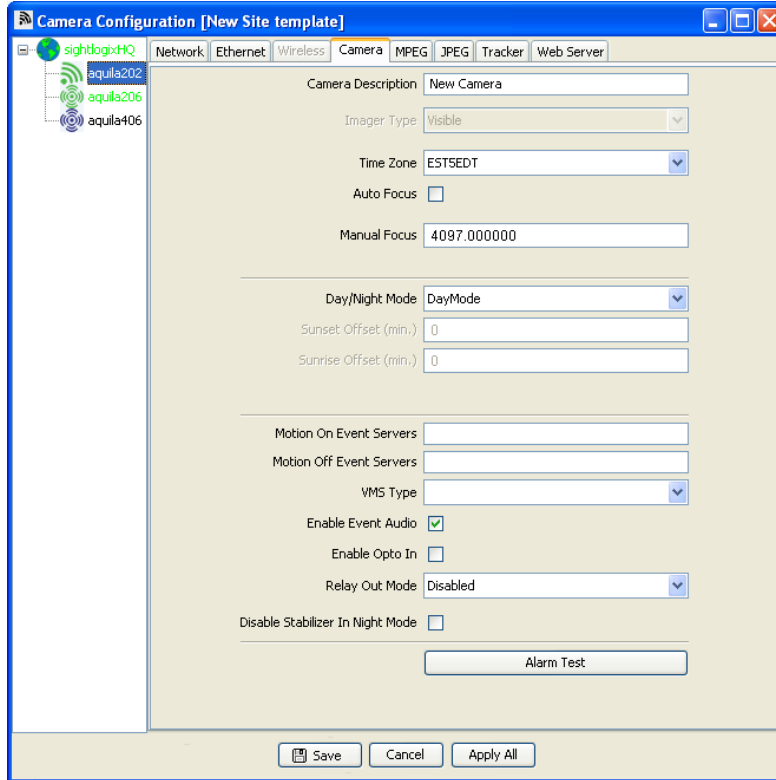 Camera Configuration [New Site template]
sightlogixHQ
aquila202
aquila206
aquila406
Network Ethernet Wireless Camera MPEG JPEG Tracker Web Server
Camera Description New Camera
Imager Type Visible
Time Zone EST5EDT
Auto Focus
Manual Focus 4097.000000
Day/Night Mode DayMode
Sunset Offset (min.) 0
Sunrise Offset (min.) 0
Motion On Event Servers
Motion Off Event Servers
VMS Type
Enable Event Audio
Enable Opto In
Relay Out Mode Disabled
Disable Stabilizer In Night Mode
Alarm Test
Save Cancel Apply All